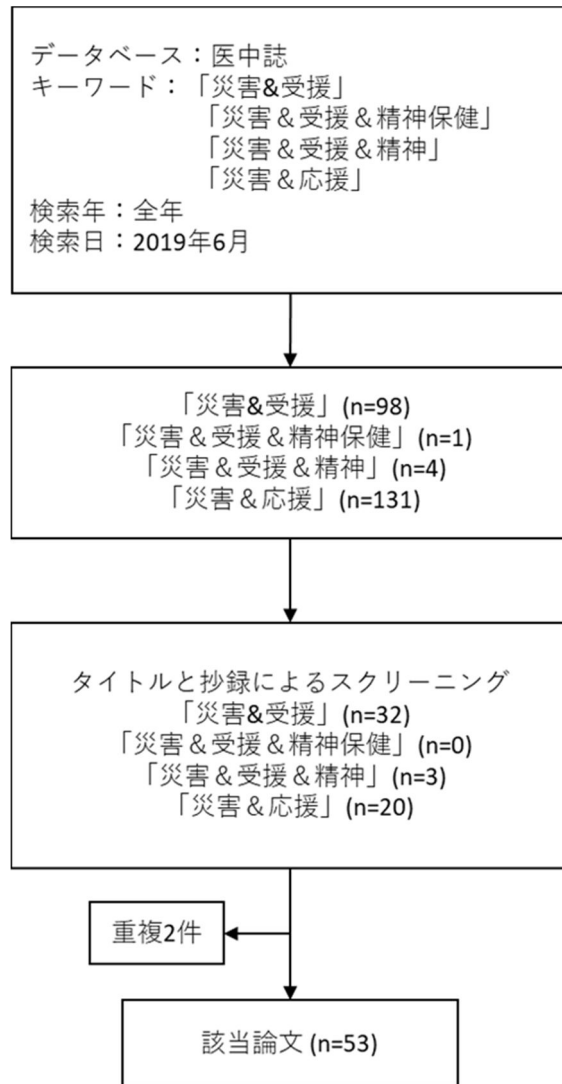 データベース：医中誌
キーワード：「災害&受援」
「災害＆受援＆精神保健」
「災害＆受援＆精神」
「災害＆応援」
検索年：全年
検索日：2019年6月
「災害&受援」(n=98)
「災害＆受援＆精神保健」(n=1)
「災害＆受援＆精神」(n=4)
「災害＆応援」(n=131)
タイトルと抄録によるスクリーニング
「災害&受援」(n=32)
「災害＆受援＆精神保健」(n=0)
「災害＆受援＆精神」(n=3)
「災害＆応援」(n=20)
重複2件
該当論文 (n=53)